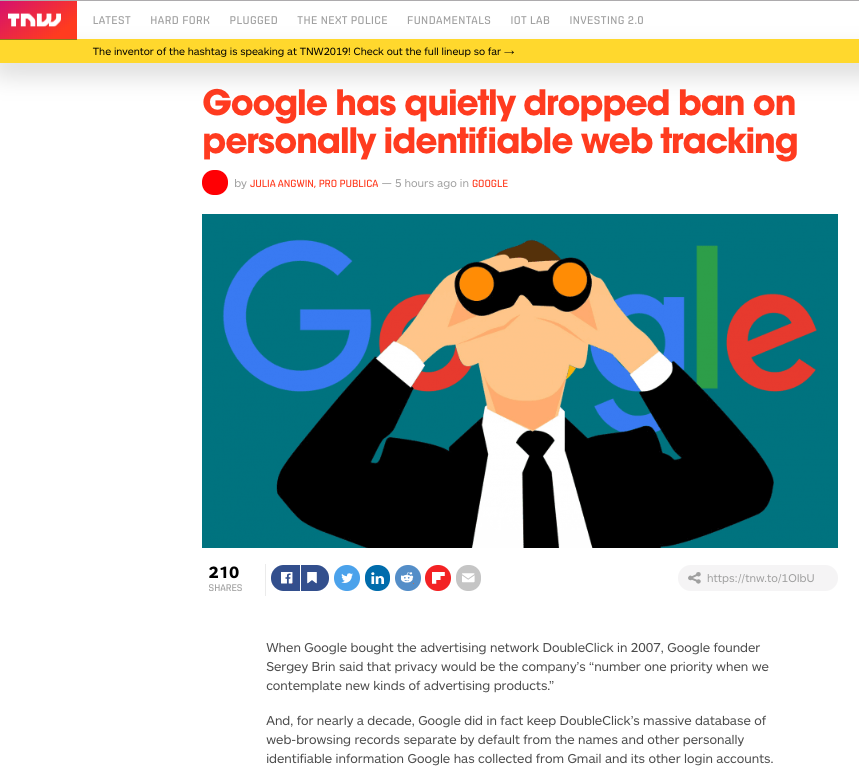 TNW
LATEST HARD FORK PLUGGED THE NEXT POLICE FUNDAMENTALS IOT LAB INVESTING 2.0
The inventor of the hashtag is speaking at TNW2019! Check out the full lineup so far →
Google has quietly dropped ban on
personally identifiable web tracking
by JULIA ANGWIN, PRO PUBLICA — 5 hours ago in GOOGLE
Google
210
SHARES
https://tnw.to/1OIbU
When Google bought the advertising network DoubleClick in 2007, Google founder
Sergey Brin said that privacy would be the company's “number one priority when we
contemplate new kinds of advertising products.”
And, for nearly a decade, Google did in fact keep DoubleClick's massive database of
web-browsing records separate by default from the names and other personally
identifiable information Google has collected from Gmail and its other login accounts.